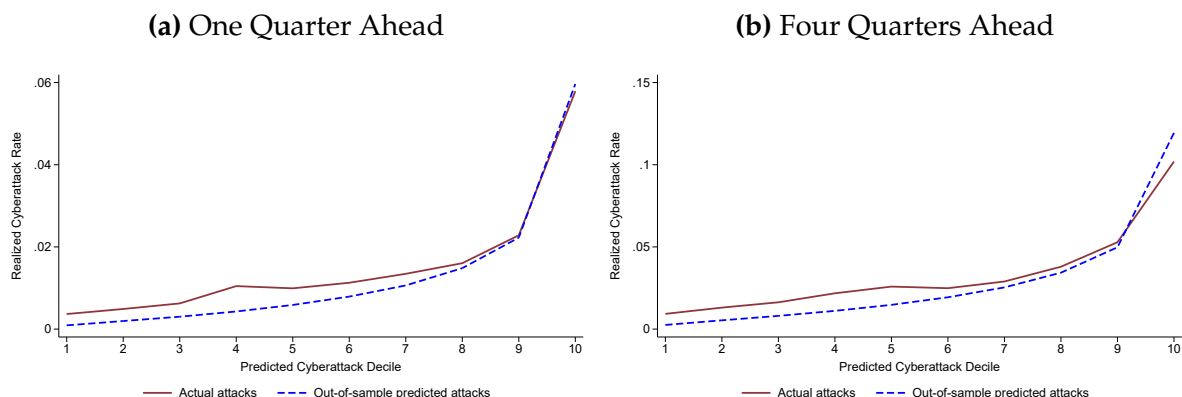 (a) One Quarter Ahead
.06
.04
.02
0
Realized Cyberattack Rate
1 2 3 4 5 6 7 8 9 10
Predicted Cyberattack Decile
Actual attacks Out-of-sample predicted attacks
(b) Four Quarters Ahead
.15
.1
.05
0
Realized Cyberattack Rate
1 2 3 4 5 6 7 8 9 10
Predicted Cyberattack Decile
Actual attacks Out-of-sample predicted attacks